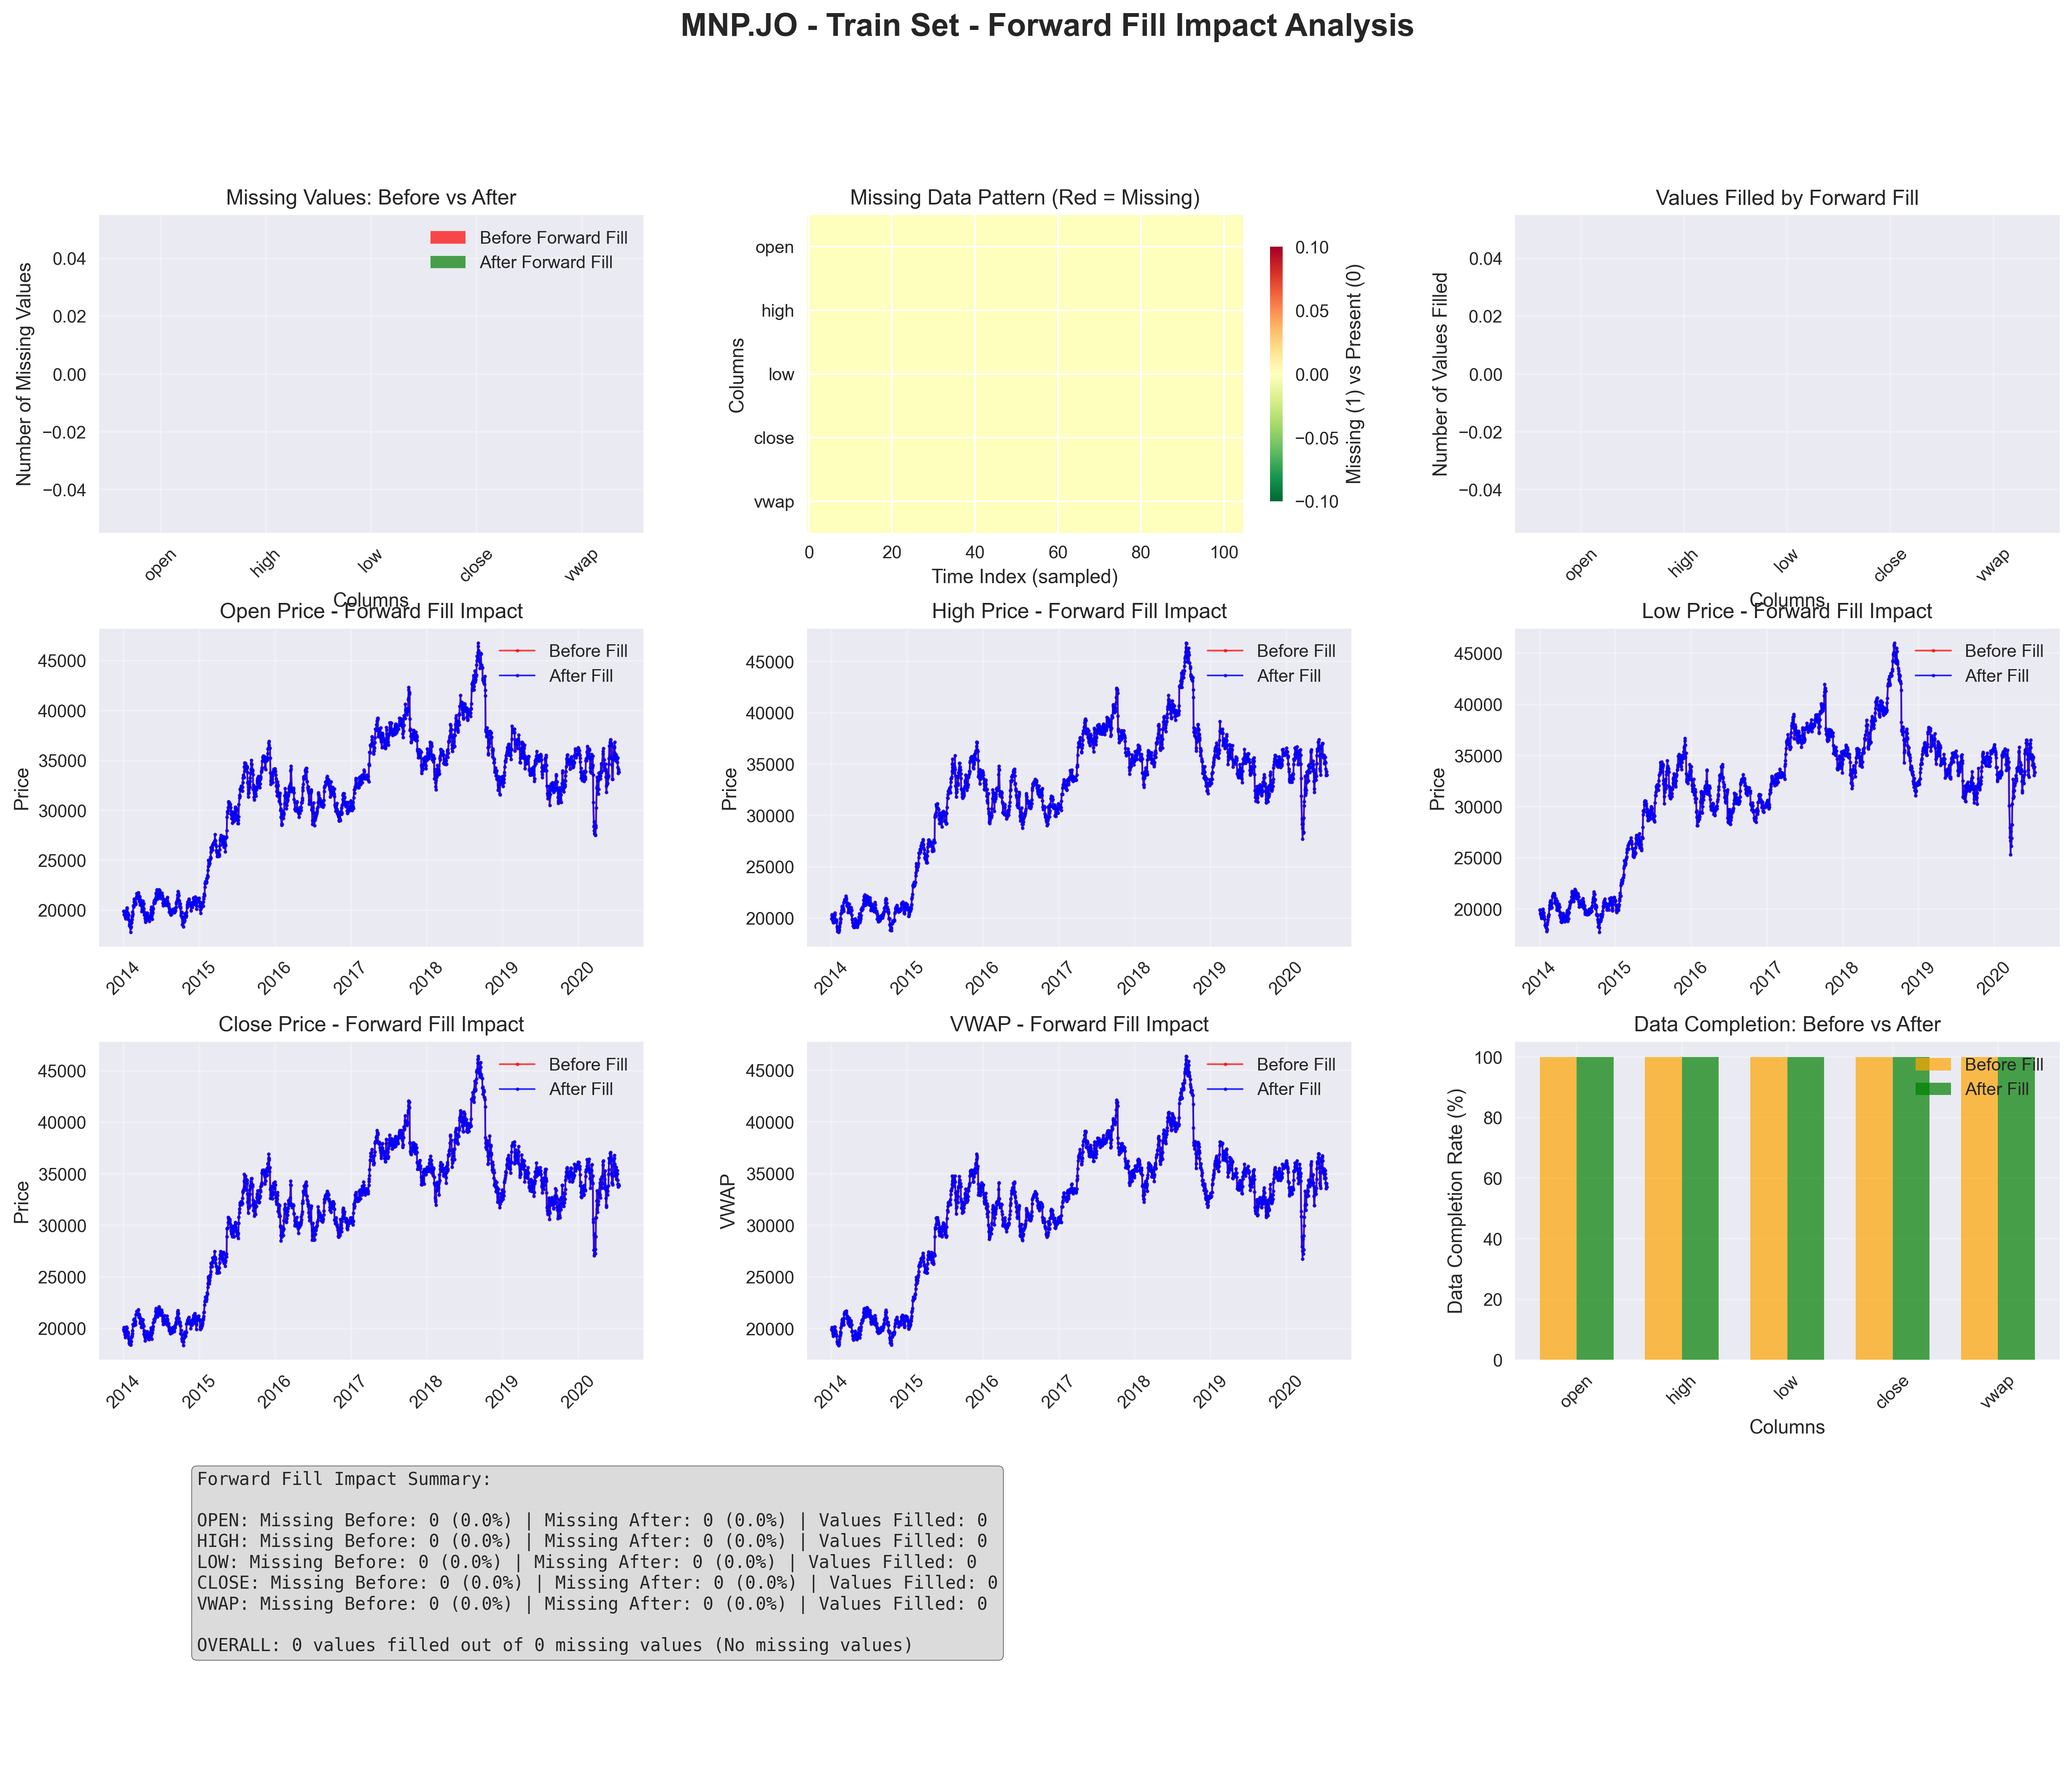 MNP.JO - Train Set - Forward Fill Impact Analysis
Missing Values: Before vs After
Number of Missing Values
0.04
0.02
0.00
−0.02
−0.04
Before Forward Fill
After Forward Fill
open
high
low
close
vwap
Columns
Missing Data Pattern (Red = Missing)
Columns
open
high
low
close
vwap
0
20
40
60
80
100
Time Index (sampled)
0.10
0.05
0.00
−0.05
−0.10
Missing (1) vs Present (0)
Values Filled by Forward Fill
Number of Values Filled
0.04
0.02
0.00
−0.02
−0.04
open
high
low
close
vwap
Columns
Open Price - Forward Fill Impact
Price
45000
40000
35000
30000
25000
20000
Before Fill
After Fill
2014
2015
2016
2017
2018
2019
2020
High Price - Forward Fill Impact
Price
45000
40000
35000
30000
25000
20000
Before Fill
After Fill
2014
2015
2016
2017
2018
2019
2020
Low Price - Forward Fill Impact
Price
45000
40000
35000
30000
25000
20000
Before Fill
After Fill
2014
2015
2016
2017
2018
2019
2020
Close Price - Forward Fill Impact
Price
45000
40000
35000
30000
25000
20000
Before Fill
After Fill
2014
2015
2016
2017
2018
2019
2020
VWAP - Forward Fill Impact
VWAP
45000
40000
35000
30000
25000
20000
Before Fill
After Fill
2014
2015
2016
2017
2018
2019
2020
Data Completion: Before vs After
Data Completion Rate (%)
100
80
60
40
20
0
Before Fill
After Fill
open
high
low
close
vwap
Columns
Forward Fill Impact Summary:
OPEN: Missing Before: 0 (0.0%) | Missing After: 0 (0.0%) | Values Filled: 0
HIGH: Missing Before: 0 (0.0%) | Missing After: 0 (0.0%) | Values Filled: 0
LOW: Missing Before: 0 (0.0%) | Missing After: 0 (0.0%) | Values Filled: 0
CLOSE: Missing Before: 0 (0.0%) | Missing After: 0 (0.0%) | Values Filled: 0
VWAP: Missing Before: 0 (0.0%) | Missing After: 0 (0.0%) | Values Filled: 0
OVERALL: 0 values filled out of 0 missing values (No missing values)